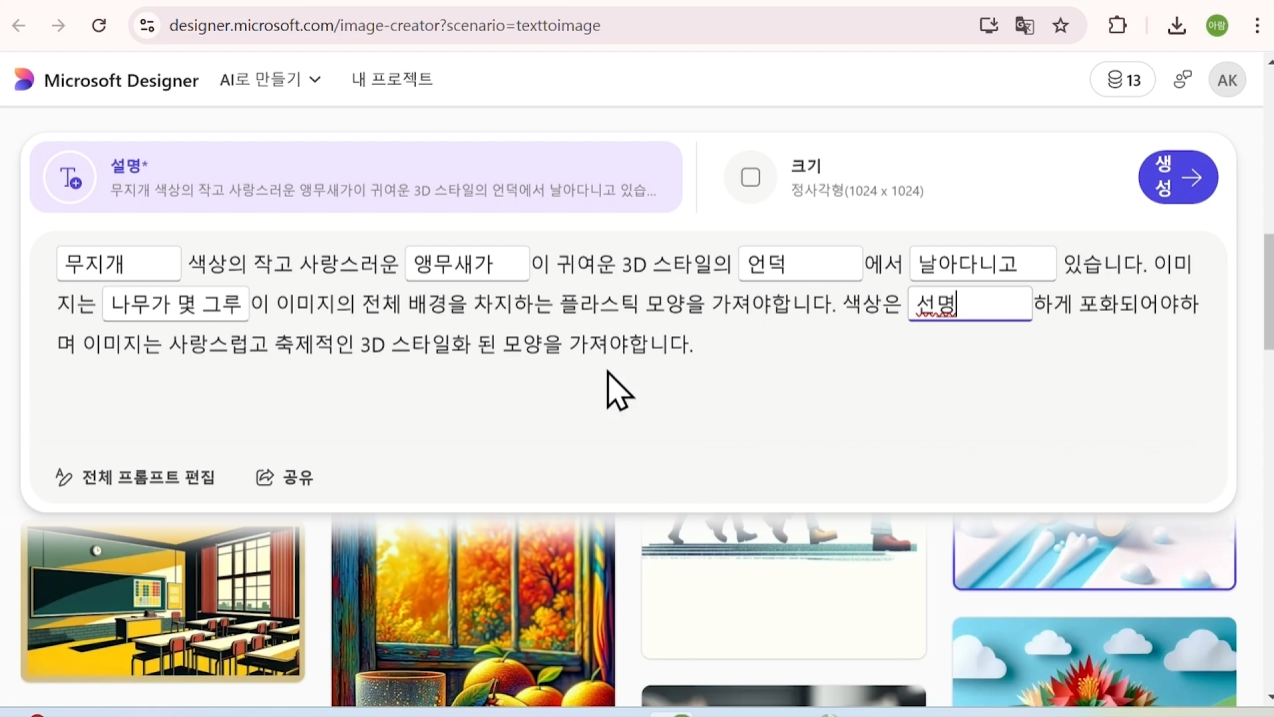 designer.microsoft.com/image-creator?scenario=texttoimage
아람
Microsoft Designer AI로 만들기 내 프로젝트 13 AK
설명*
무지개 색상의 작고 사랑스러운 앵무새가 귀여운 3D 스타일의 언덕에서 날아다니고 있습...
크기
정사각형(1024 x 1024)
생
성
무지개 색상의 작고 사랑스러운 앵무새가 이 귀여운 3D 스타일의 언덕 에서 날아다니고 있습니다. 이미
지는 나무가 몇 그루 이 이미지의 전체 배경을 차지하는 플라스틱 모양을 가져야합니다. 색상은 선명 하게 포화되어야하
며 이미지는 사랑스럽고 축제적인 3D 스타일화 된 모양을 가져야합니다.
전체 프롬프트 편집 공유